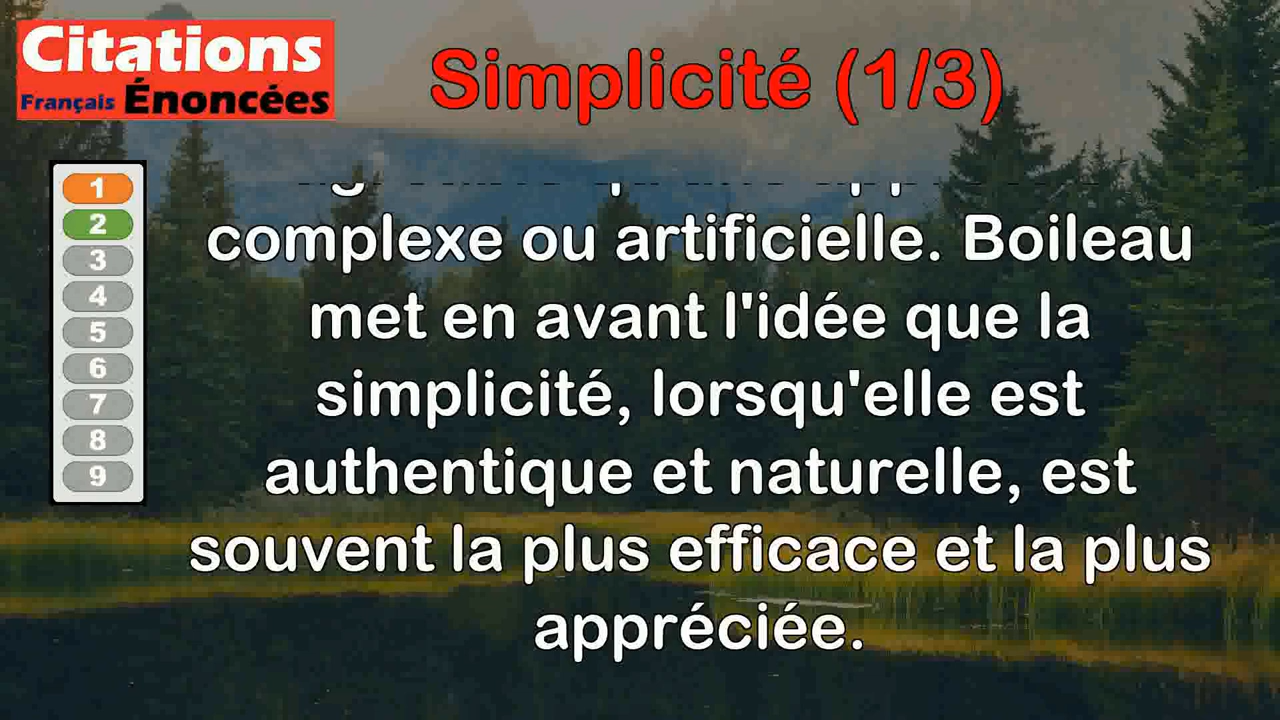 Citations
Français Énoncées
Simplicité (1/3)
1
2
3
4
5
6
7
8
9
complexe ou artificielle. Boileau
met en avant l'idée que la
simplicité, lorsqu'elle est
authentique et naturelle, est
souvent la plus efficace et la plus
appréciée.